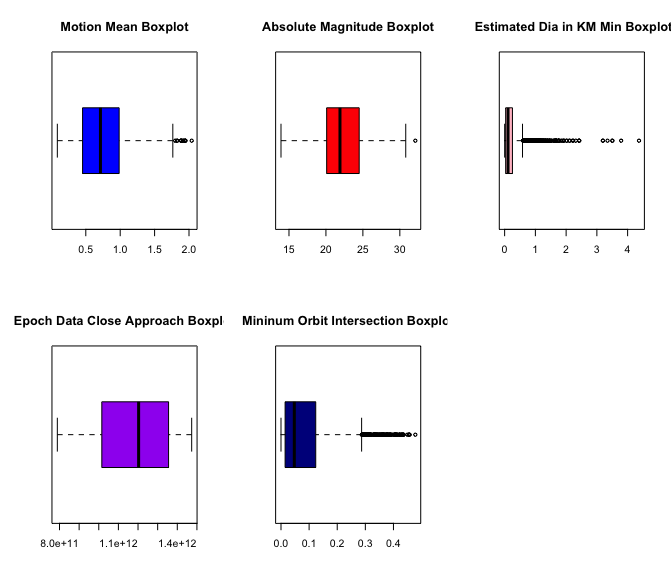 Motion Mean Boxplot
0.5 1.0 1.5 2.0
Absolute Magnitude Boxplot
15 20 25 30
Estimated Dia in KM Min Boxplot
0 1 2 3 4
Epoch Data Close Approach Boxpl
8.0e+11 1.1e+12 1.4e+12
Mininum Orbit Intersection Boxplo
0.0 0.1 0.2 0.3 0.4